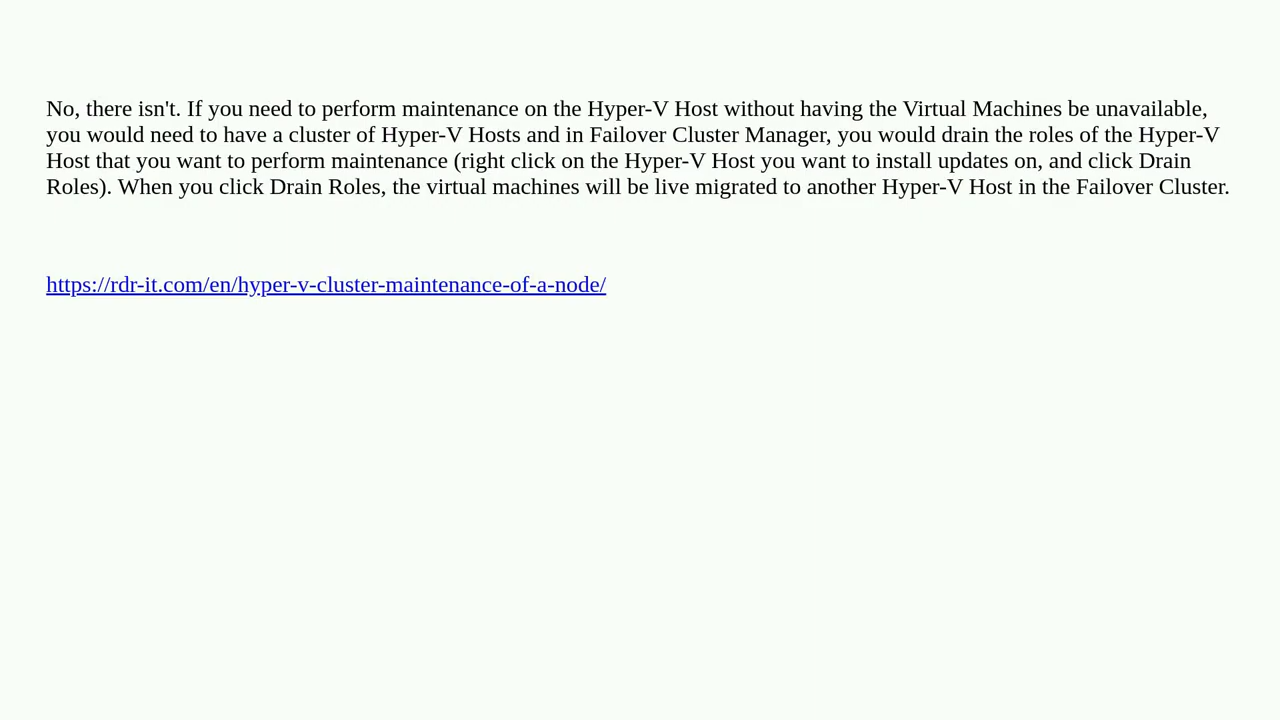 No, there isn't. If you need to perform maintenance on the Hyper-V Host without having the Virtual Machines be unavailable,
you would need to have a cluster of Hyper-V Hosts and in Failover Cluster Manager, you would drain the roles of the Hyper-V
Host that you want to perform maintenance (right click on the Hyper-V Host you want to install updates on, and click Drain
Roles). When you click Drain Roles, the virtual machines will be live migrated to another Hyper-V Host in the Failover Cluster.
https://rdr-it.com/en/hyper-v-cluster-maintenance-of-a-node/